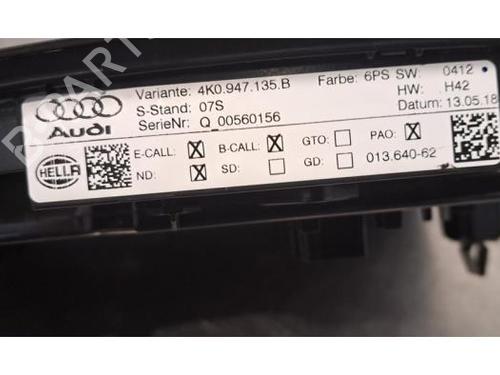 Variante: 4K0.947.135.B Farbe: 6PS SW: 0412
S-Stand: 07S HW: H42
SerieNr: Q_00560156 Datum: 13.05.18
Audi
E-CALL: X B-CALL: X GTO: PAO: X
ND: X SD: GD: 013.640-62
HELLA